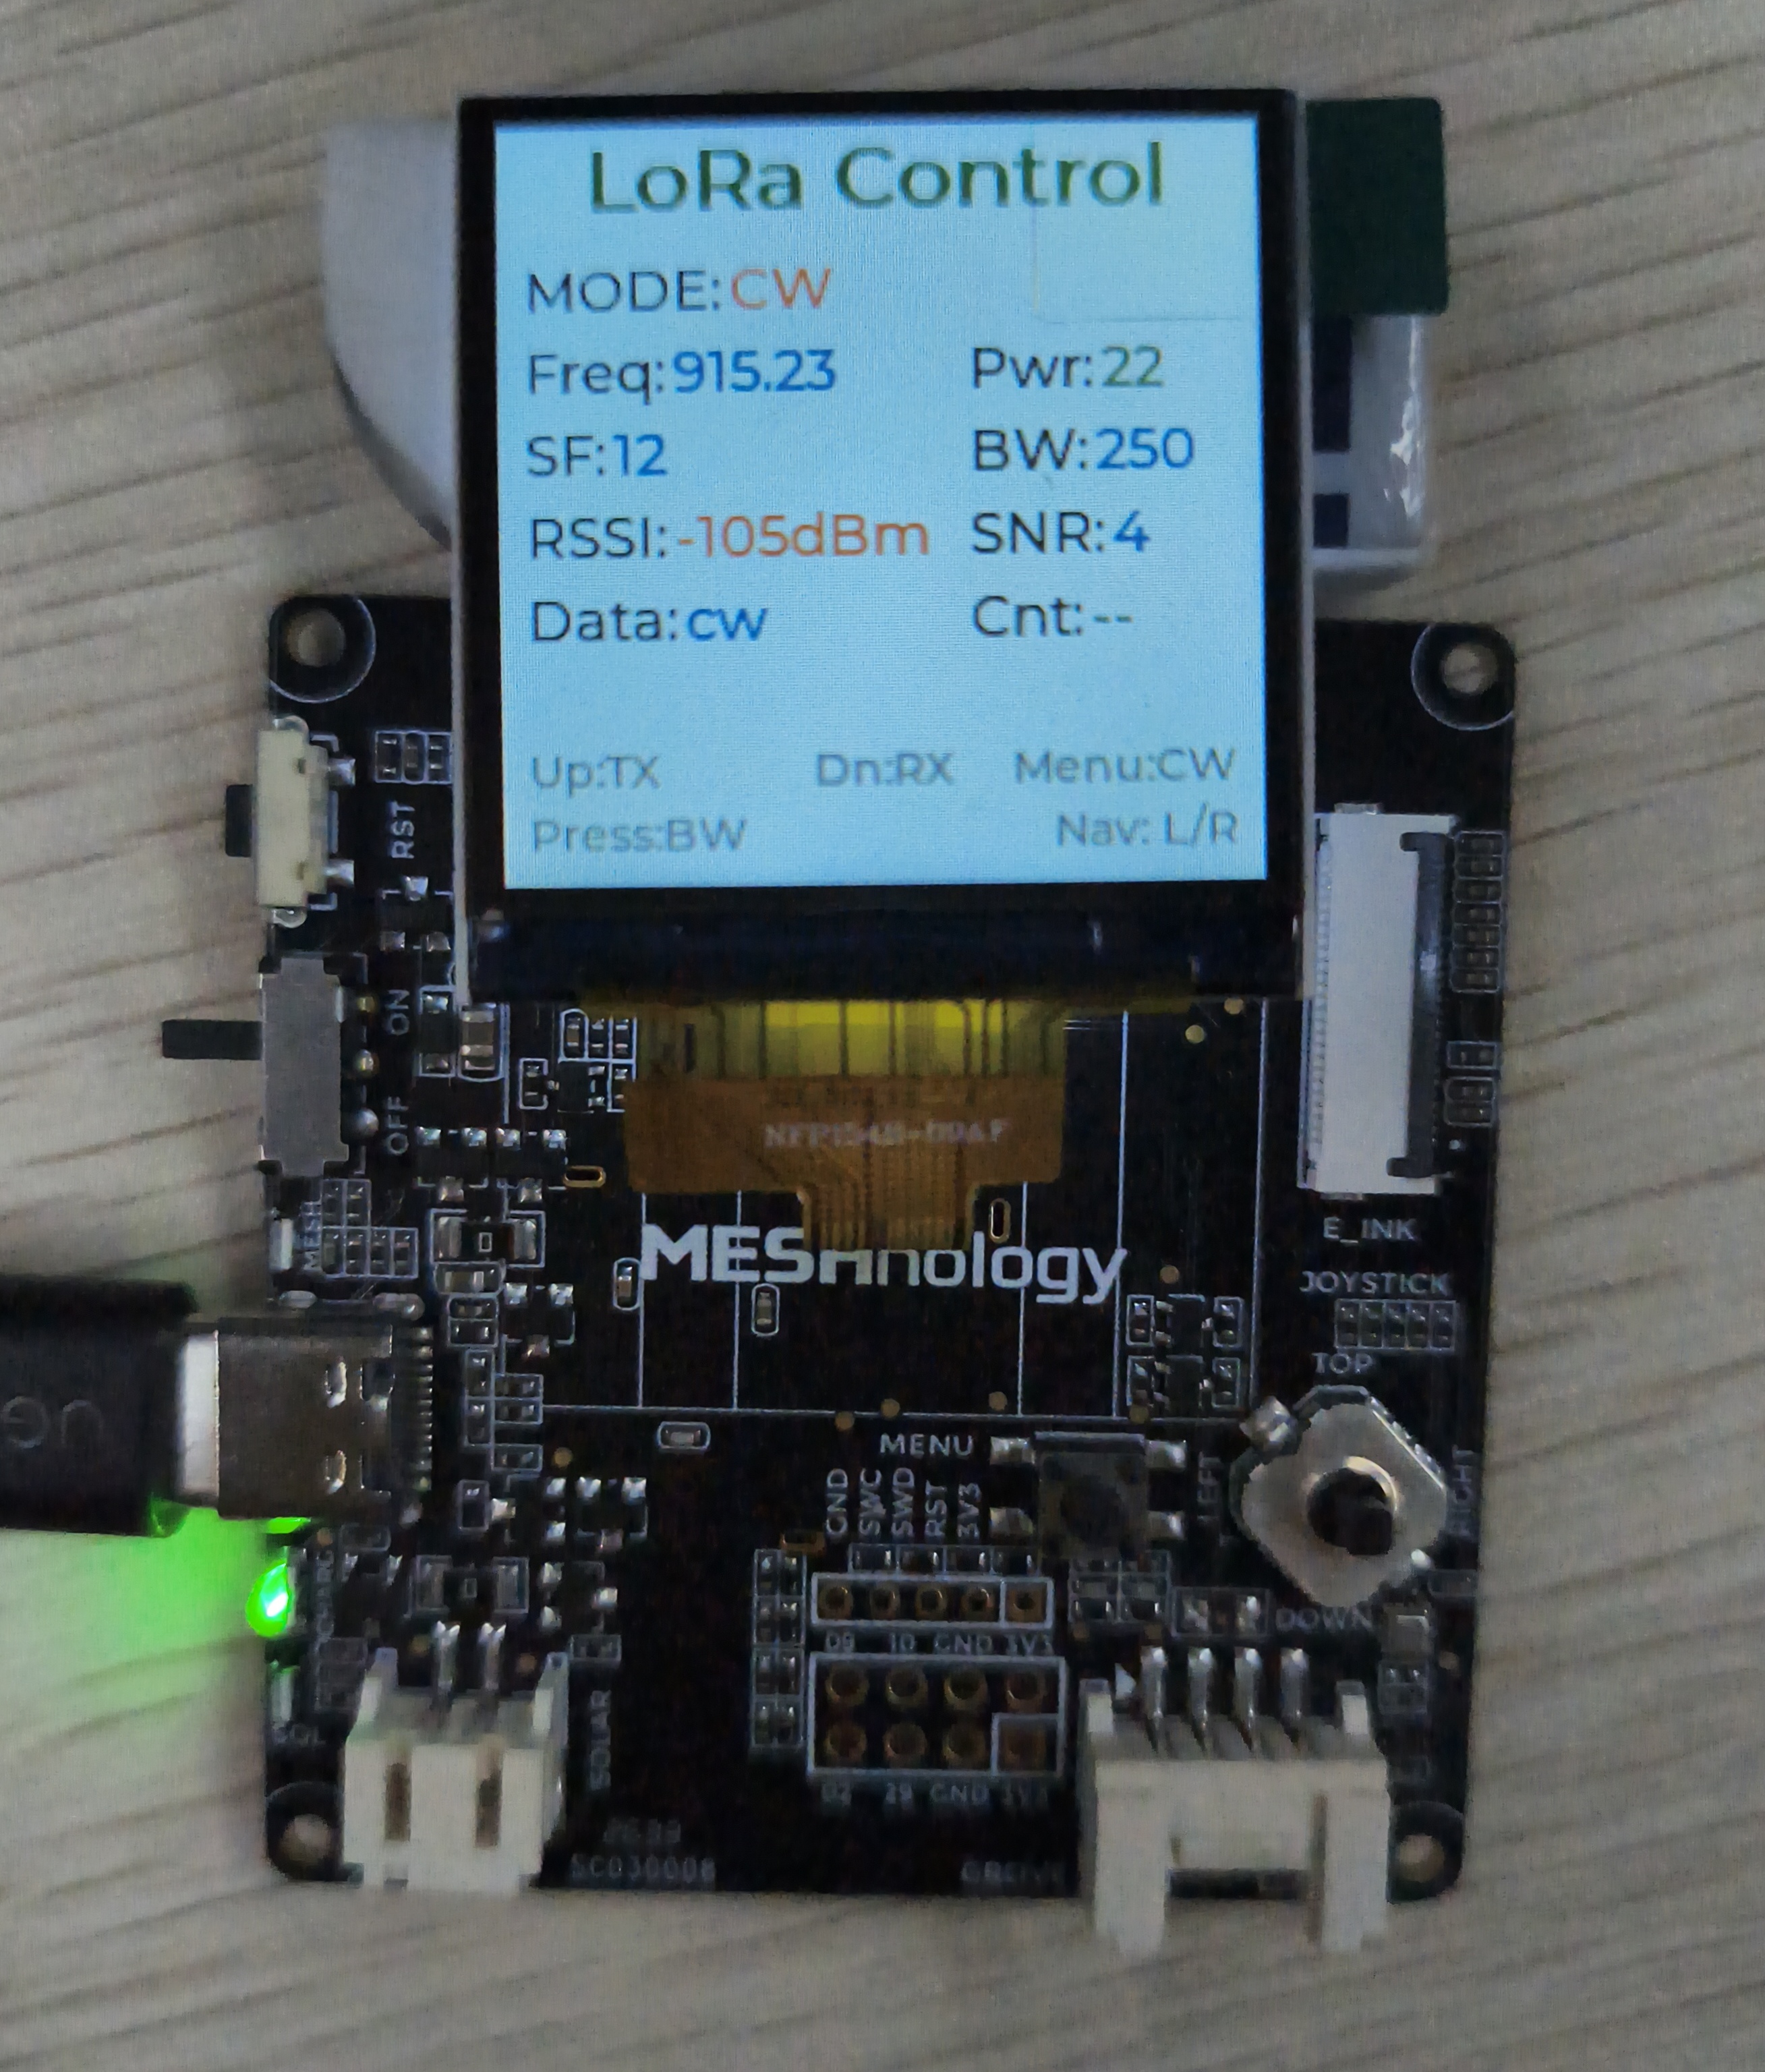 LoRa Control
MODE:CW
Freq:915.23 Pwr:22
SF:12 BW:250
RSSI:-105dBm SNR:4
Data:cw Cnt:--
Up:TX Dn:RX Menu:CW
Press:BW Nav: L/R
RST
ON
OFF
MESH
E_INK
JOYSTICK
TOP
LEFT
RIGHT
DOWN
MENU
GND
SWC
SWD
RST
3V3
09 10 GND 3V3
29 GND
SOLAR